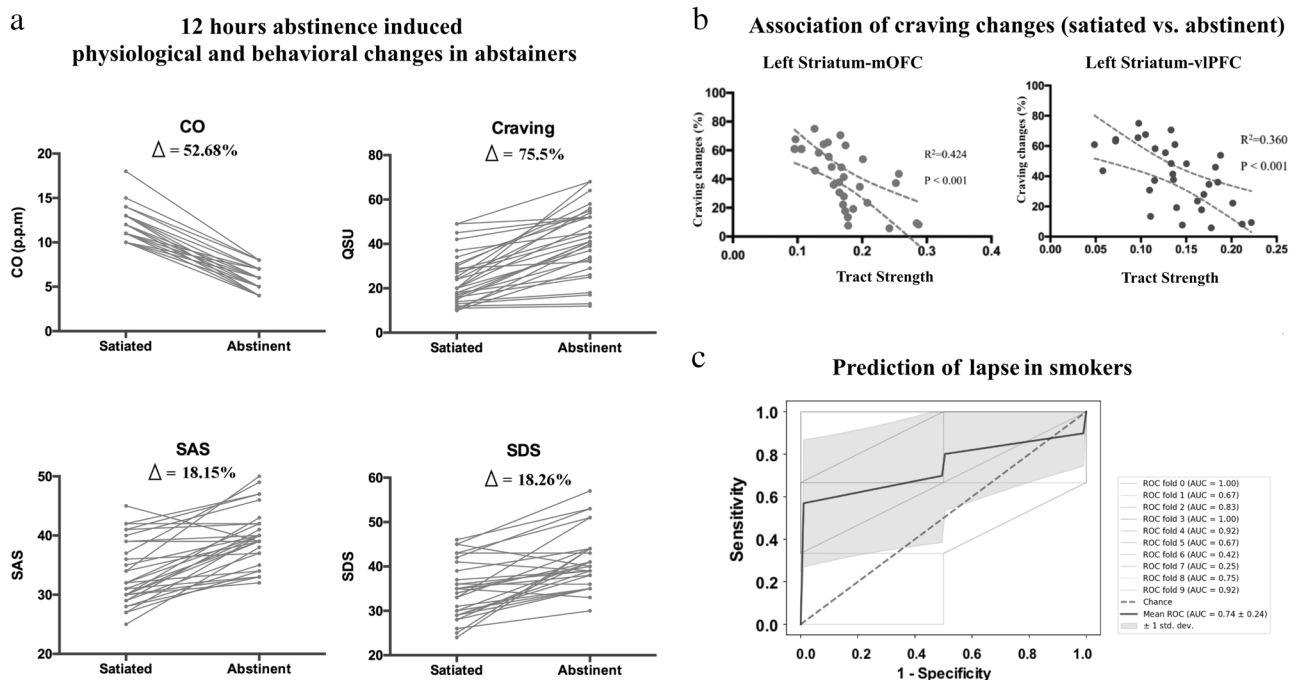 a
12 hours abstinence induced
physiological and behavioral changes in abstainers
CO
Δ = 52.68%
20
15
10
5
0
CO (p.p.m)
Satiated
Abstinent
Craving
Δ = 75.5%
80
60
40
20
0
QSU
Satiated
Abstinent
SAS
Δ = 18.15%
50
40
30
20
SAS
Satiated
Abstinent
SDS
Δ = 18.26%
60
50
40
30
20
SDS
Satiated
Abstinent
b
Association of craving changes (satiated vs. abstinent)
Left Striatum-mOFC
100
80
60
40
20
0
Craving changes (%)
R²=0.424
P < 0.001
0.00
0.1
0.2
0.3
0.4
Tract Strength
Left Striatum-vlPFC
100
80
60
40
20
0
Craving changes (%)
R²=0.360
P < 0.001
0.00
0.05
0.10
0.15
0.20
0.25
Tract Strength
c
Prediction of lapse in smokers
1.0
0.8
0.6
0.4
0.2
0.0
Sensitivity
0.0
0.2
0.4
0.6
0.8
1.0
1 - Specificity
ROC fold 0 (AUC = 1.00)
ROC fold 1 (AUC = 0.67)
ROC fold 2 (AUC = 0.83)
ROC fold 3 (AUC = 1.00)
ROC fold 4 (AUC = 0.92)
ROC fold 5 (AUC = 0.67)
ROC fold 6 (AUC = 0.42)
ROC fold 7 (AUC = 0.25)
ROC fold 8 (AUC = 0.75)
ROC fold 9 (AUC = 0.92)
Chance
Mean ROC (AUC = 0.74 ± 0.24)
± 1 std. dev.